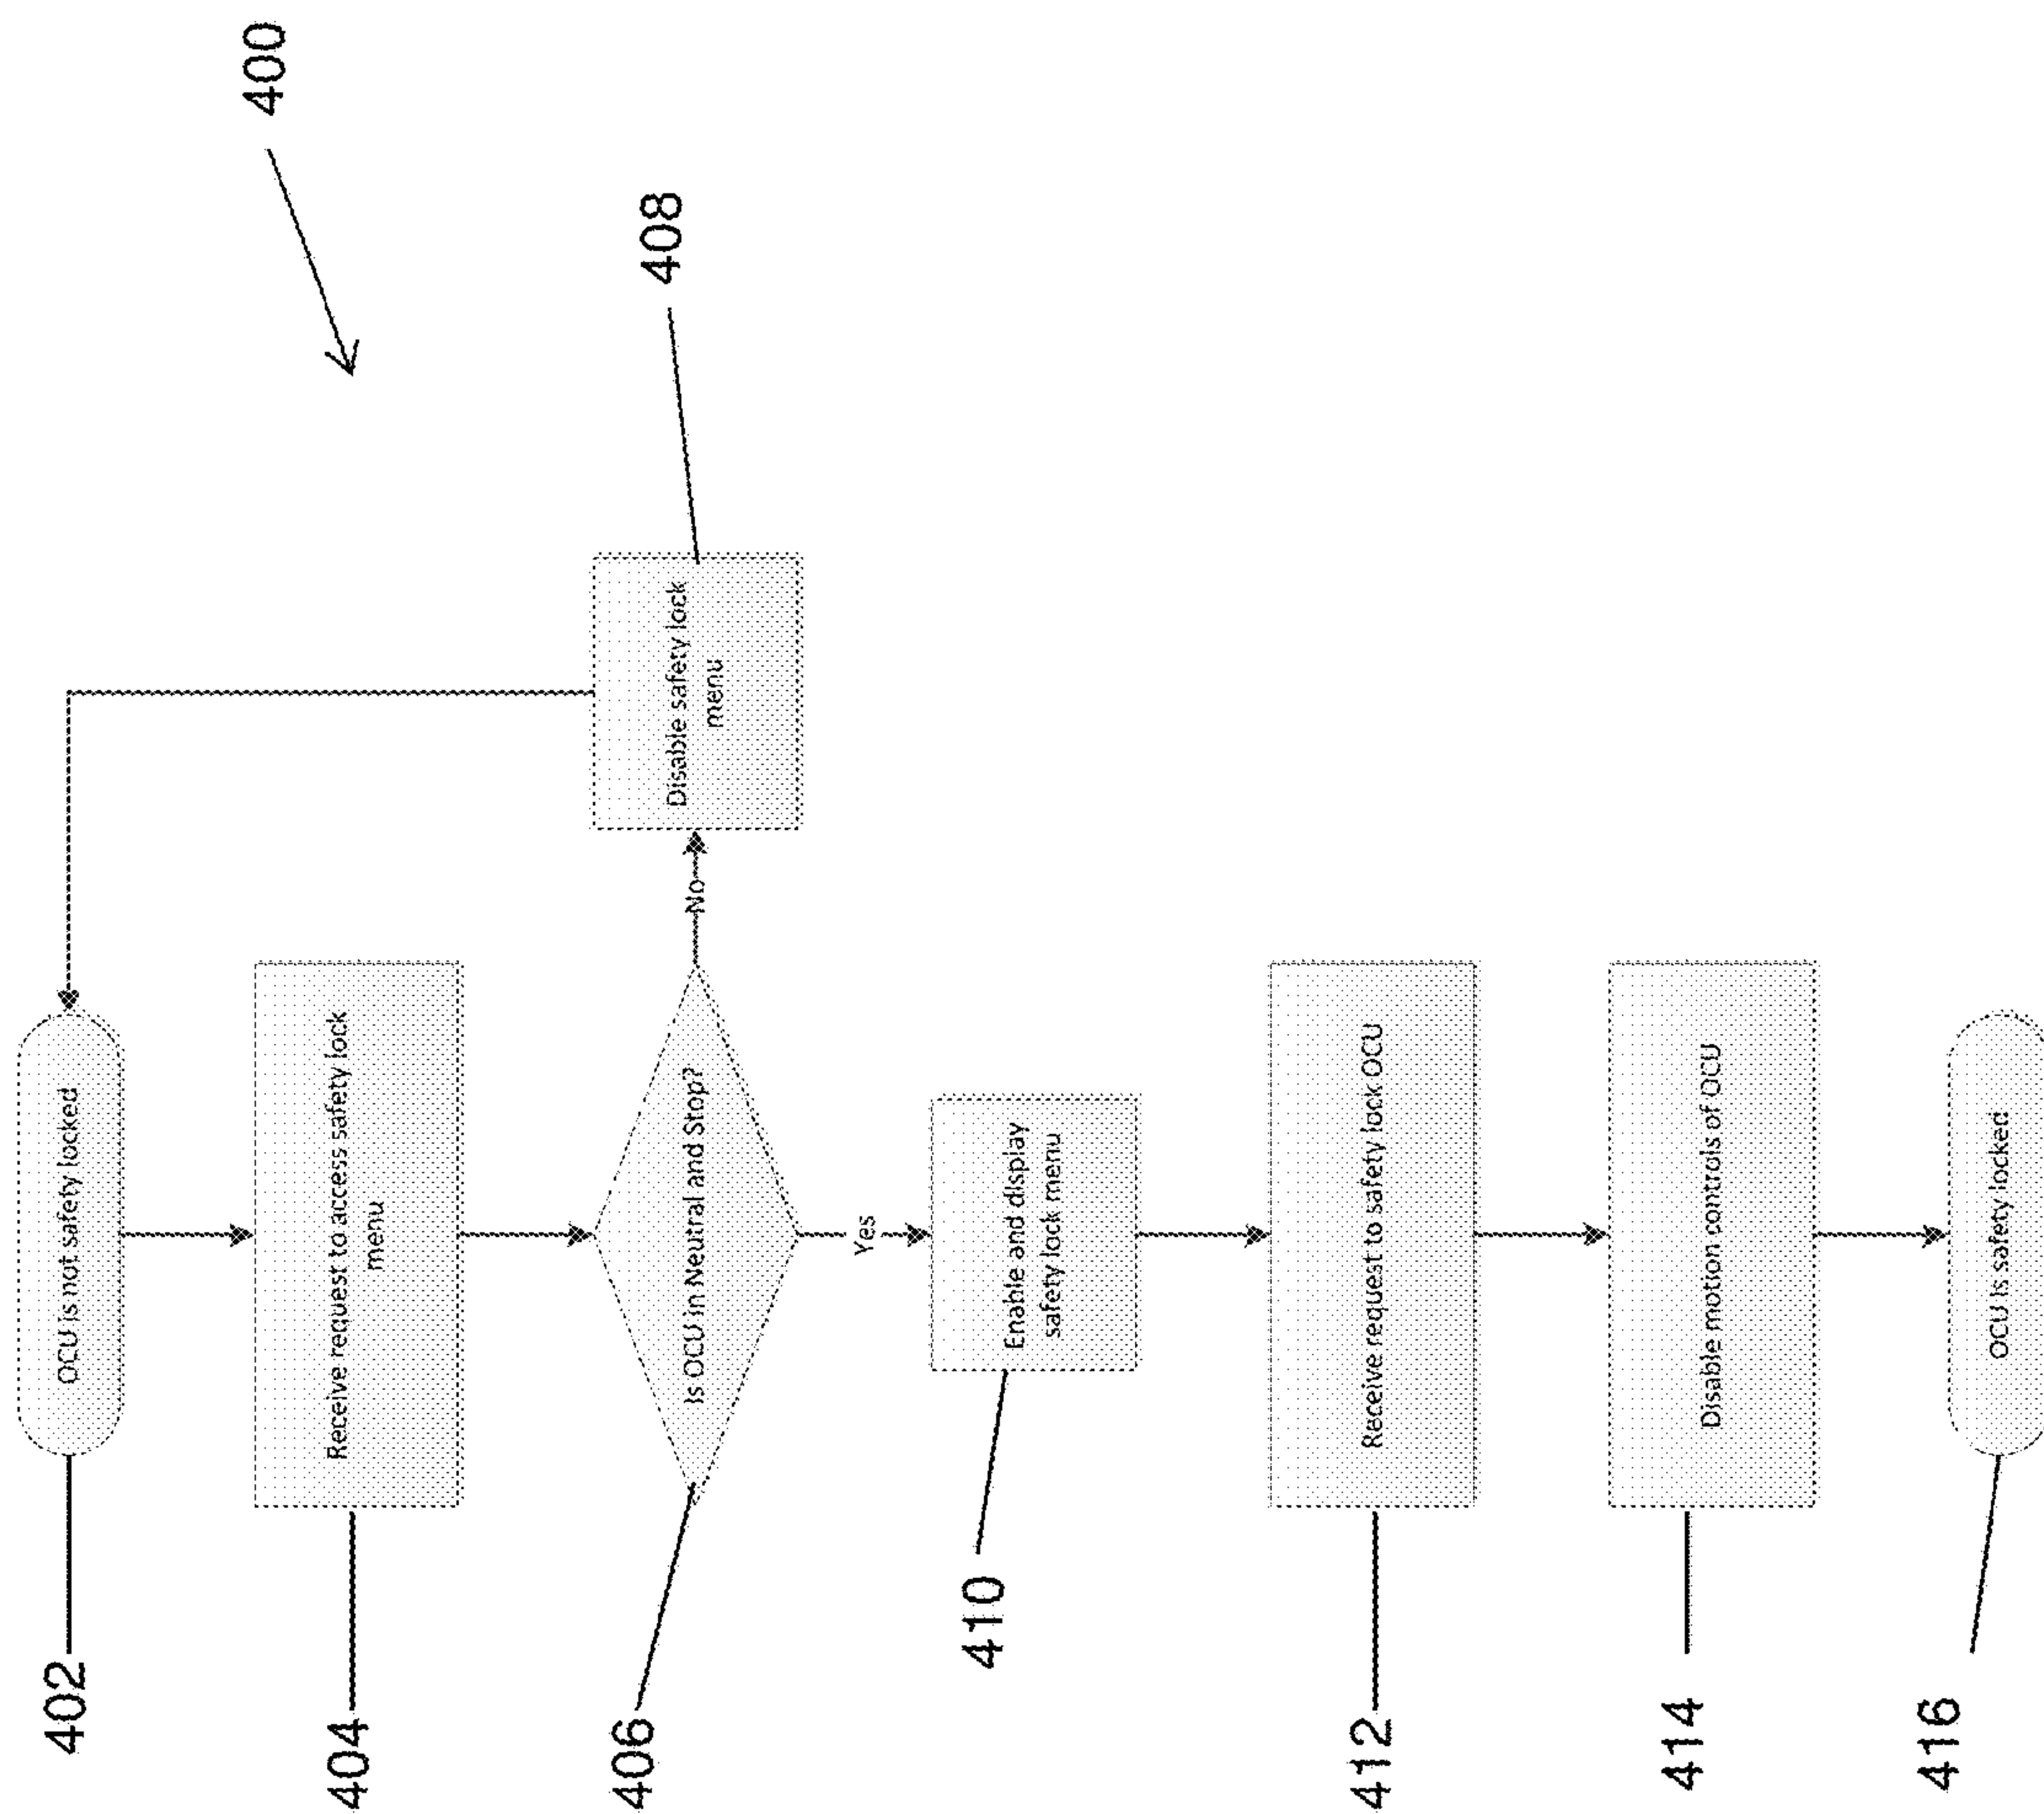 400
402
OCU is not safety locked
404
Receive request to access safety lock
menu
406
Is OCU in Neutral and Stop?
No
408
Disable safety lock
menu
Yes
410
Enable and display
safety lock menu
412
Receive request to safety lock OCU
414
Disable motion controls of OCU
416
OCU is safety locked